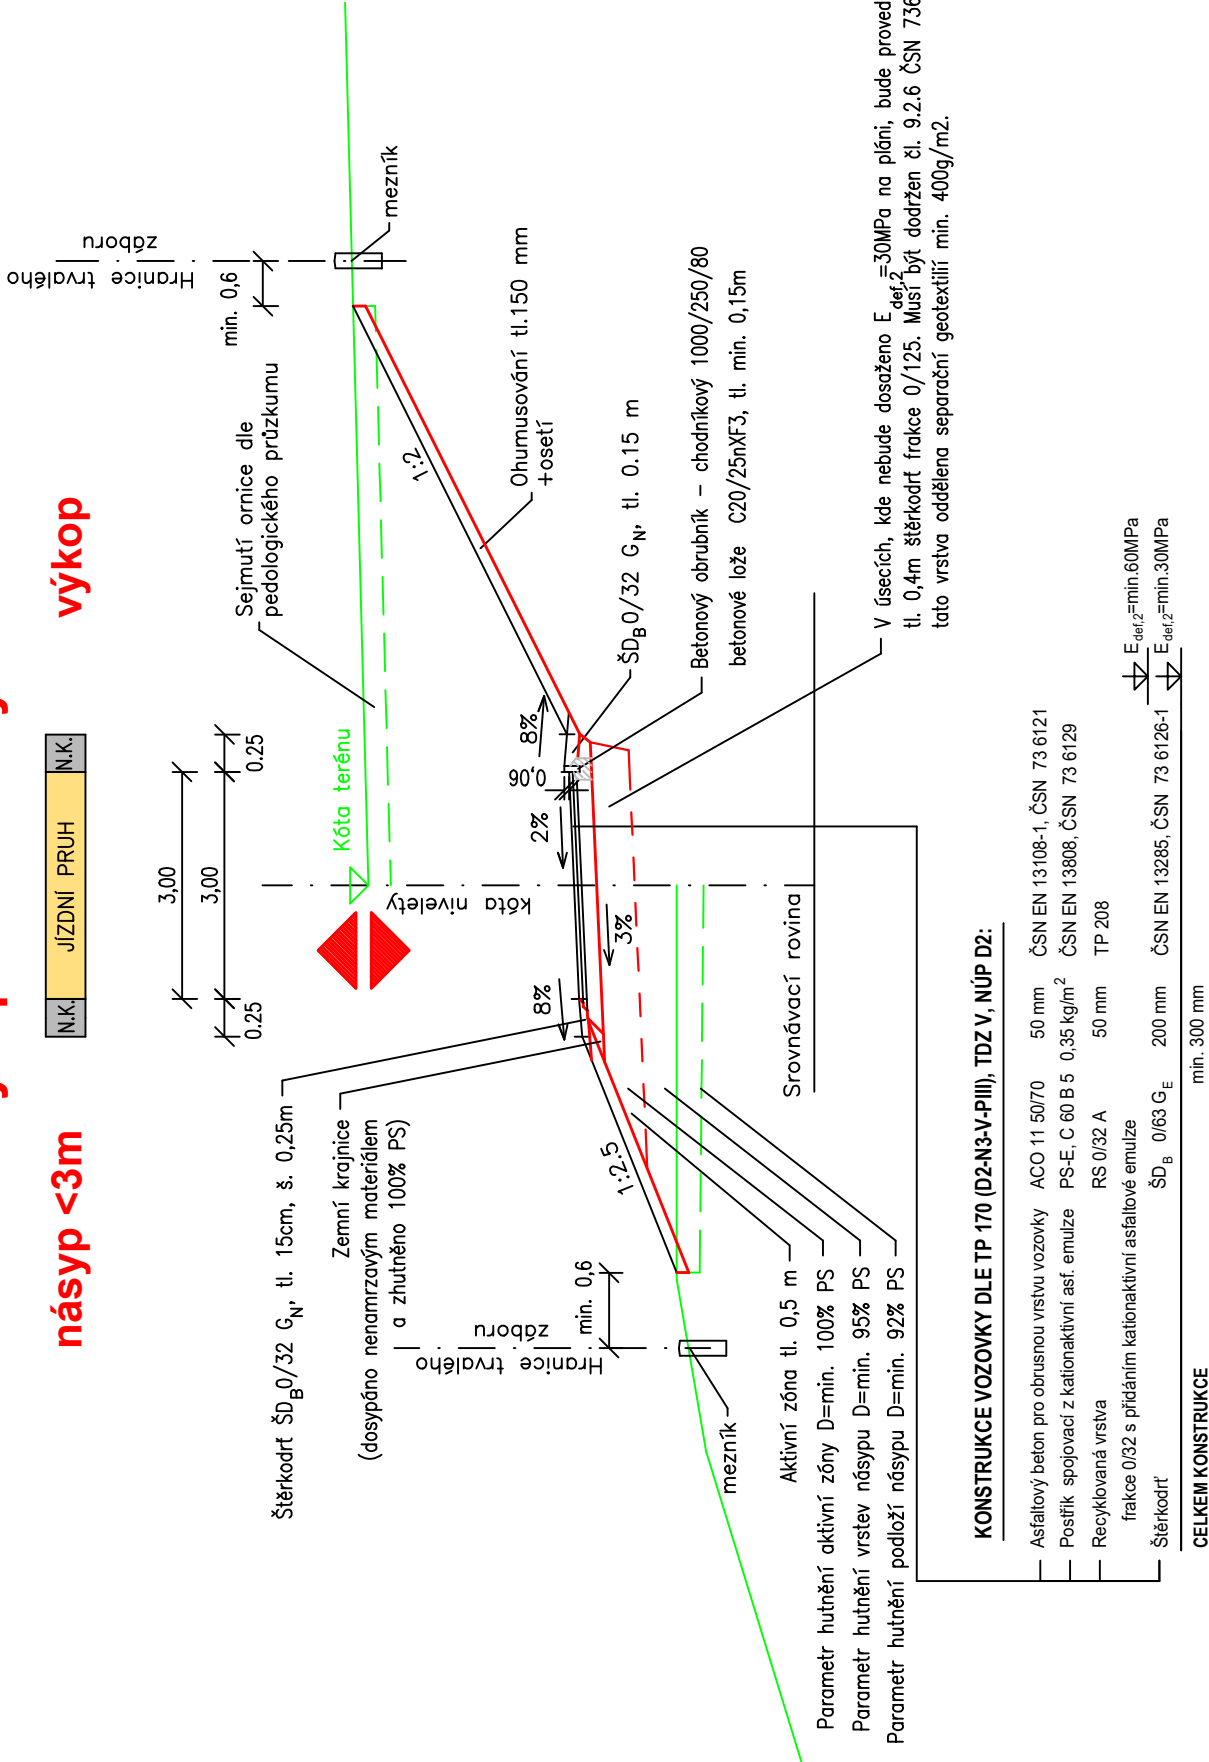 násyp <3m
výkop
N.K.
JÍZDNÍ PRUH
N.K.
3,00
0.25
3,00
0.25
Hranice trvalého
záboru
min. 0,6
mezník
Sejmutí ornice dle
pedologického průzkumu
Kóta terénu
kóta nivelety
1:2
Ohumusování tl.150 mm
+osetí
ŠD_B 0/32 G_N, tl. 0.15 m
Betonový obrubník – chodníkový 1000/250/80
betonové lože C20/25nXF3, tl. min. 0,15m
8%
0,06
2%
3%
8%
Štěrkodrť ŠD_B 0/32 G_N, tl. 15cm, š. 0,25m
Zemní krajnice
(dosypáno nenamrzavým materiálem
a zhutněno 100% PS)
1:2.5
Hranice trvalého
záboru
min. 0,6
mezník
Srovnávací rovina
V úsecích, kde nebude dosaženo E_def,2=30MPa na pláni, bude
tl. 0,4m štěrkodrť frakce 0/125. Musí být dodržen čl. 9.2.6 ČSN
tato vrstva oddělena separační geotextilií min. 400g/m2.
Aktivní zóna tl. 0,5 m
Parametr hutnění aktivní zóny D=min. 100% PS
Parametr hutnění vrstev násypu D=min. 95% PS
Parametr hutnění podloží násypu D=min. 92% PS
KONSTRUKCE VOZOVKY DLE TP 170 (D2-N3-V-PIII), TDZ V, NÚP D2:
Asfaltový beton pro obrusnou vrstvu vozovky ACO 11 50/70 50 mm ČSN EN 13108-1, ČSN 73 6121
Postřik spojovací z kationaktivní asf. emulze PS-E, C 60 B 5 0,35 kg/m² ČSN EN 13808, ČSN 73 6129
Recyklovaná vrstva RS 0/32 A 50 mm TP 208
frakce 0/32 s přidáním kationaktivní asfaltové emulze E_def,2=min.60MPa
Štěrkodrť ŠD_B 0/63 G_E 200 mm ČSN EN 13285, ČSN 73 6126-1 E_def,2=min.30MPa
CELKEM KONSTRUKCE min. 300 mm